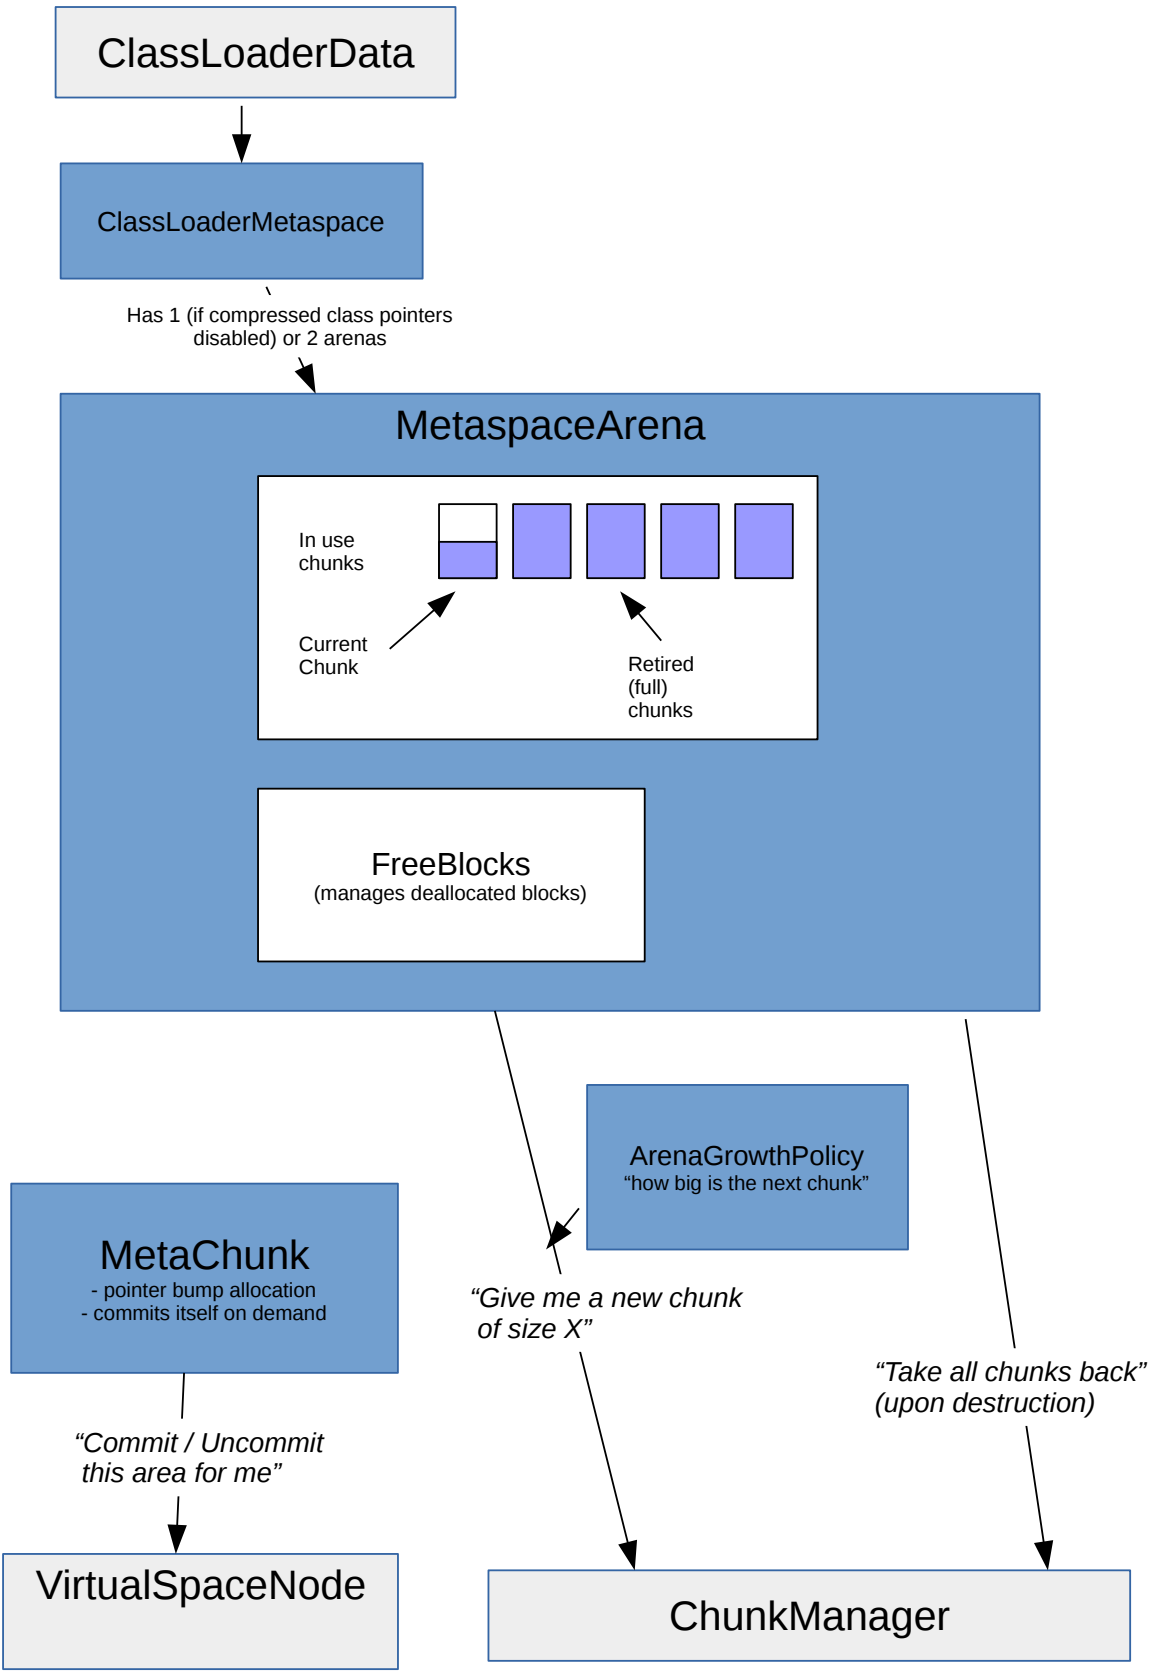 ClassLoaderData
ClassLoaderMetaspace
Has 1 (if compressed class pointers
disabled) or 2 arenas
MetaspaceArena
In use
chunks
Current
Chunk
Retired
(full)
chunks
FreeBlocks
(manages deallocated blocks)
ArenaGrowthPolicy
“how big is the next chunk”
MetaChunk
- pointer bump allocation
- commits itself on demand
“Give me a new chunk
of size X”
“Take all chunks back”
(upon destruction)
“Commit / Uncommit
this area for me”
VirtualSpaceNode
ChunkManager